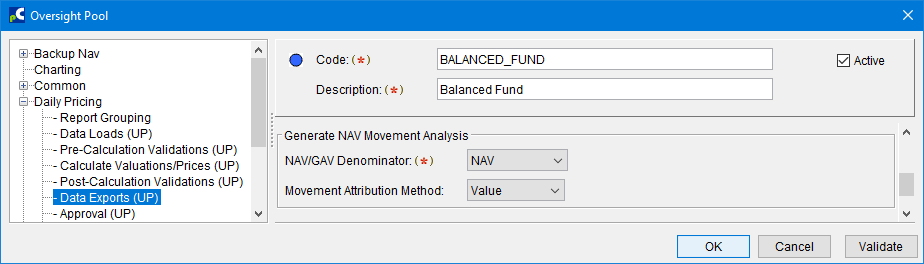 Oversight Pool
Backup Nav
Charting
Common
Daily Pricing
- Report Grouping
- Data Loads (UP)
- Pre-Calculation Validations (UP)
- Calculate Valuations/Prices (UP)
- Post-Calculation Validations (UP)
- Data Exports (UP)
- Approval (UP)
Code: (*) BALANCED_FUND Active
Description: (*) Balanced Fund
Generate NAV Movement Analysis
NAV/GAV Denominator: (*) NAV
Movement Attribution Method: Value
OK Cancel Validate